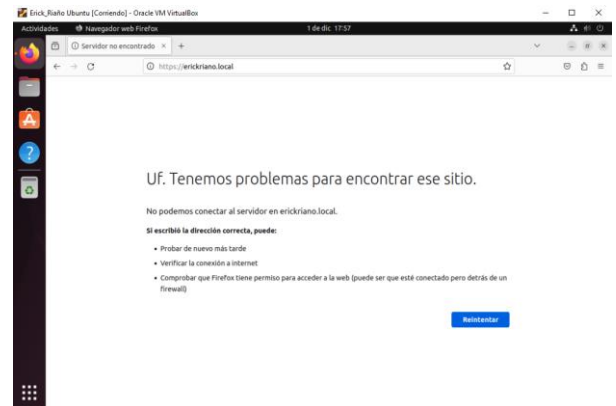 Erick_Riaño Ubuntu [Corriendo] - Oracle VM VirtualBox
Actividades Navegador web Firefox 1 de dic 17:57
Servidor no encontrado
https://erickriano.local
Uf. Tenemos problemas para encontrar ese sitio.
No podemos conectar al servidor en erickriano.local.
Si escribió la dirección correcta, puede:
• Probar de nuevo más tarde
• Verificar la conexión a internet
• Comprobar que Firefox tiene permiso para acceder a la web (puede ser que esté conectado pero detrás de un
firewall)
Reintentar